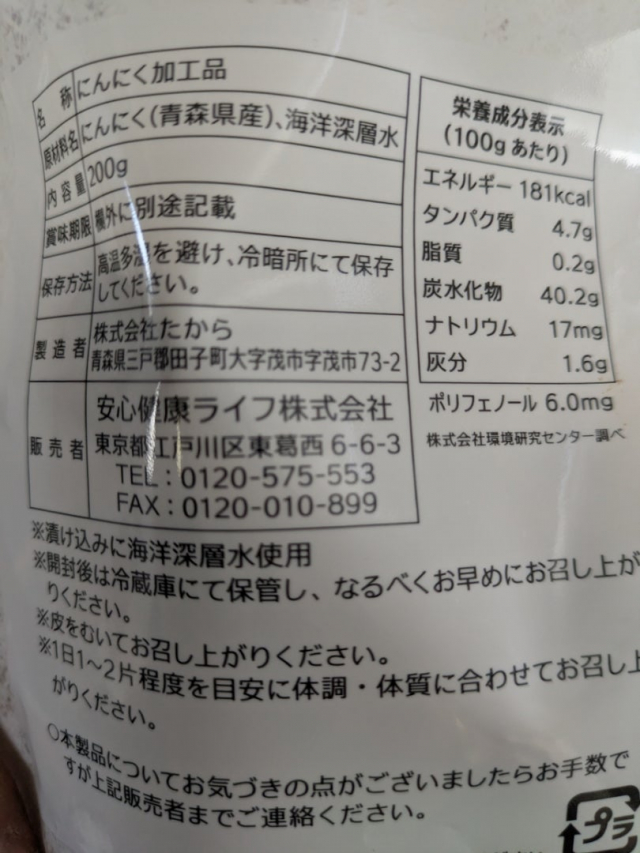 名　称 にんにく加工品
原材料名 にんにく(青森県産)、海洋深層水
内容量 200g
賞味期限 欄外に別途記載
保存方法 高温多湿を避け、冷暗所にて保存
してください。
製造者 株式会社たから
青森県三戸郡田子町大字茂市字茂市73-2
販売者 安心健康ライフ株式会社
東京都江戸川区東葛西 6-6-3
TEL：0120-575-553
FAX：0120-010-899
栄養成分表示
(100gあたり)
エネルギー 181kcal
タンパク質 4.7g
脂質 0.2g
炭水化物 40.2g
ナトリウム 17mg
灰分 1.6g
ポリフェノール 6.0mg
株式会社環境研究センター調べ
※漬け込みに海洋深層水使用
※開封後は冷蔵庫にて保管し、なるべくお早めにお召し上が
りください。
※皮をむいてお召し上がりください。
※1日1〜2片程度を目安に体調・体質に合わせてお召し上
がりください。
○本製品についてお気づきの点がございましたらお手数で
すが上記販売者までご連絡ください。
プラ